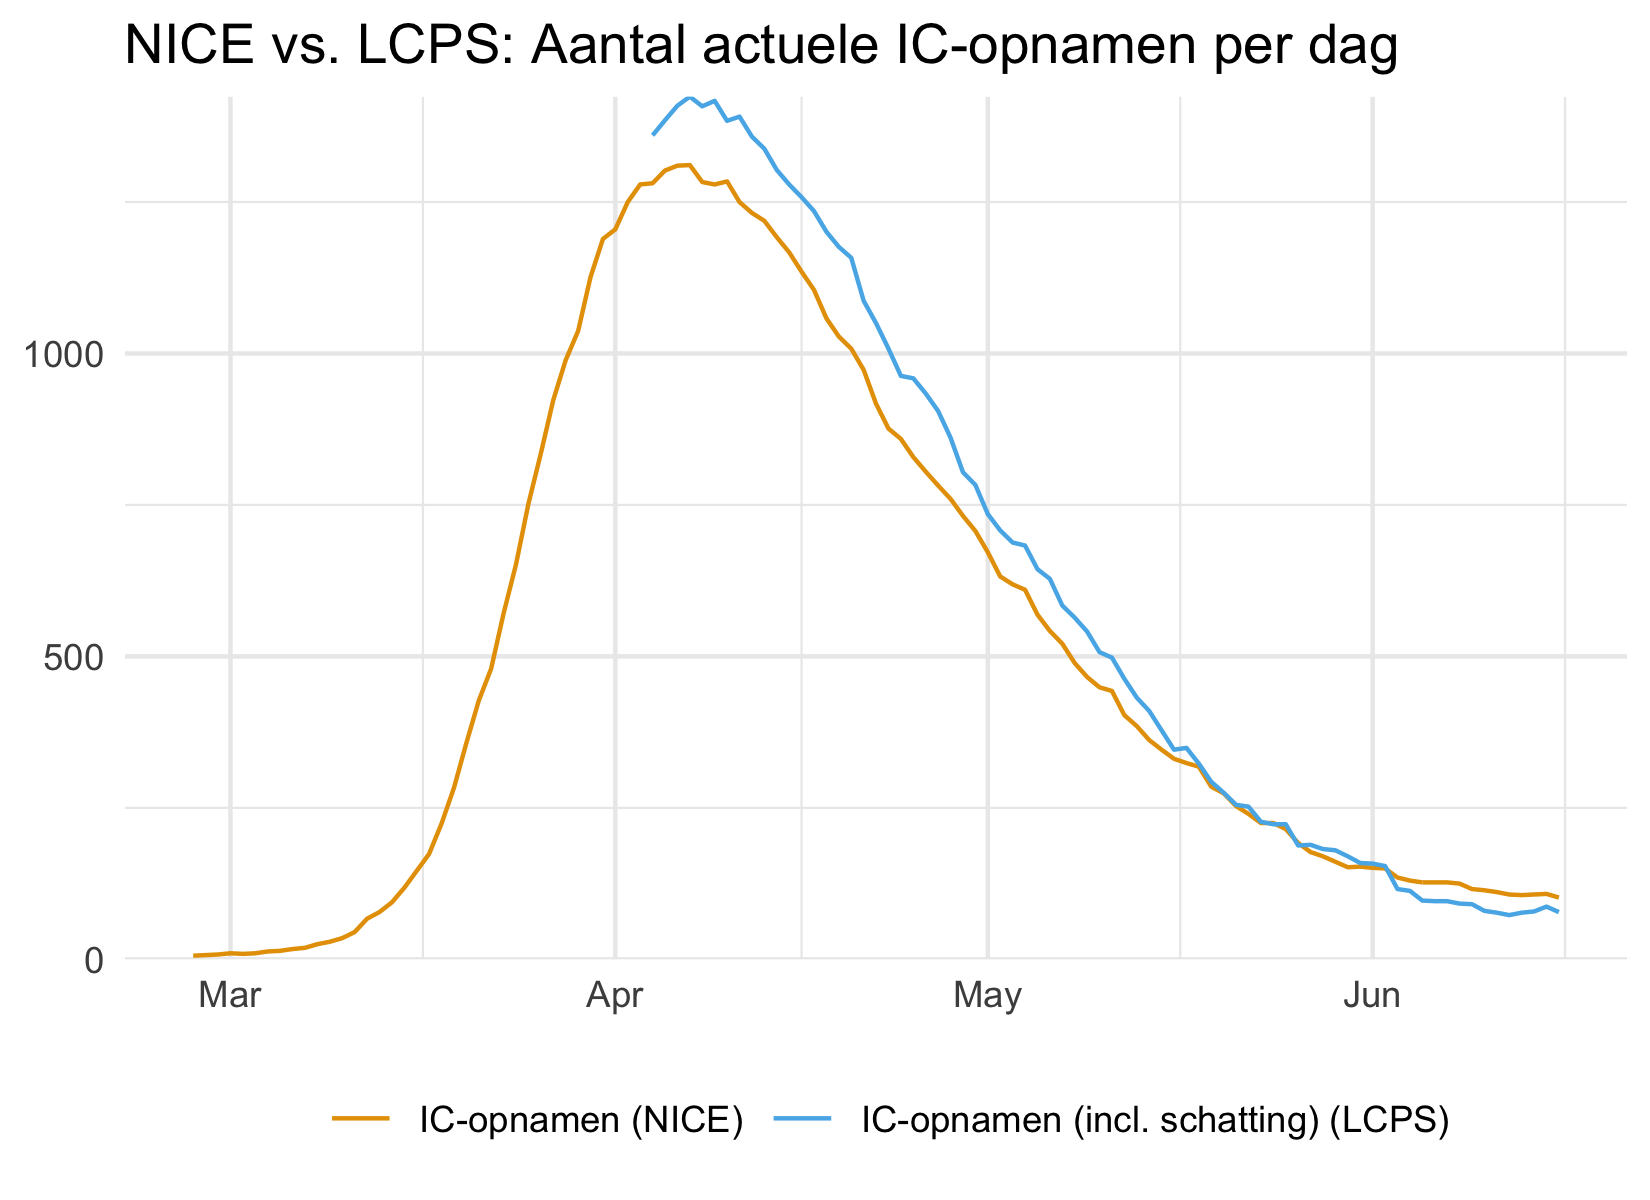 NICE vs. LCPS: Aantal actuele IC-opnamen per dag
1000
500
0
Mar Apr May Jun
IC-opnamen (NICE) IC-opnamen (incl. schatting) (LCPS)